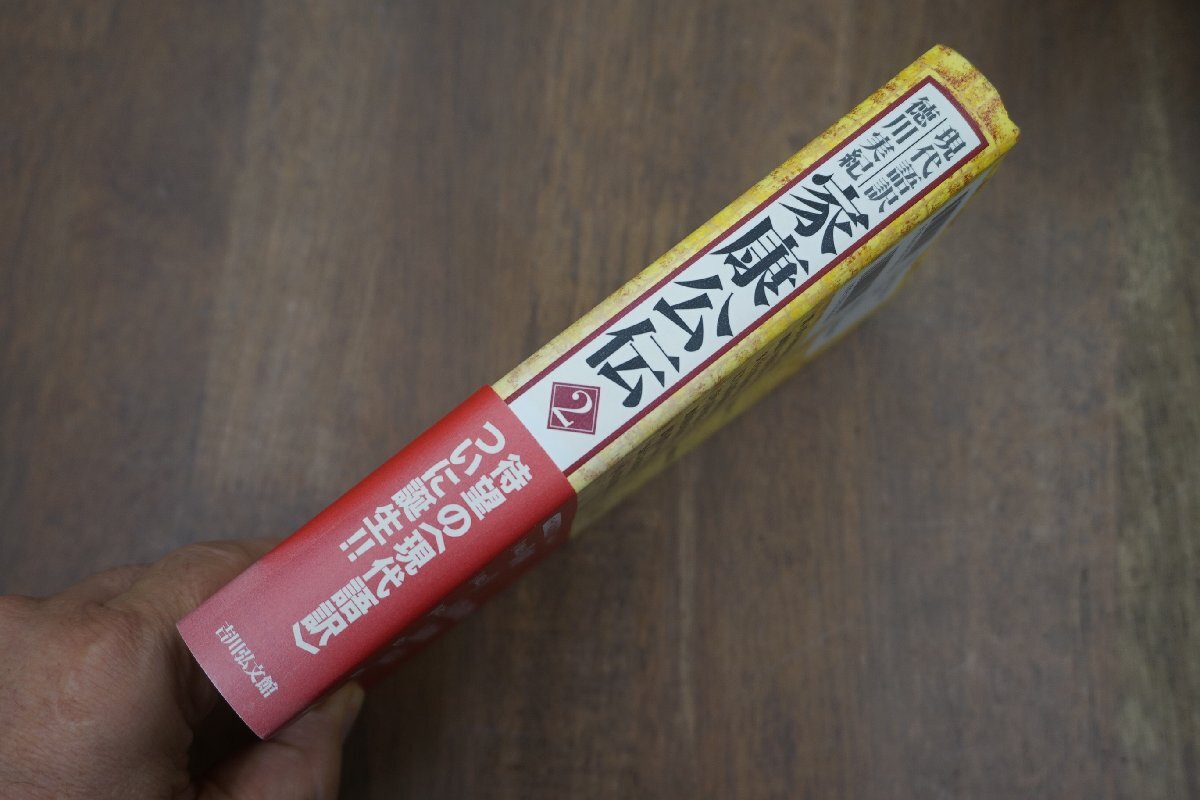 現代語訳
徳川実紀
家康公伝
2
待望の〈現代語訳〉
ついに誕生!!
吉川弘文館